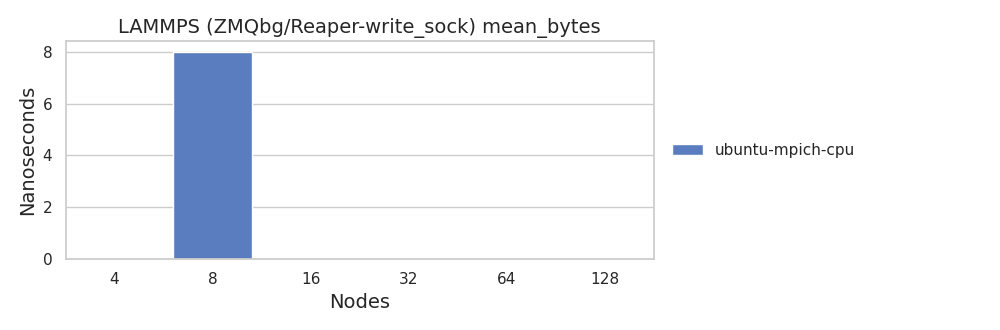 LAMMPS (ZMQbg/Reaper-write_sock) mean_bytes
Nanoseconds
8
6
4
2
0
4 8 16 32 64 128
Nodes
ubuntu-mpich-cpu